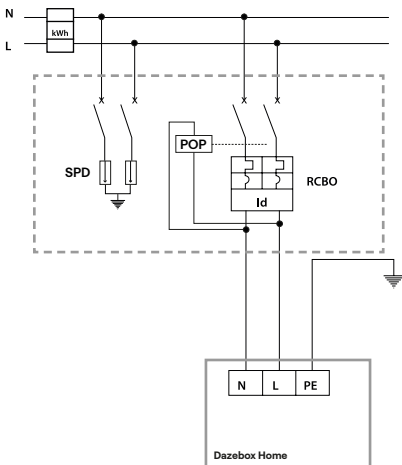 N
kWh
L
POP
SPD
RCBO
Id
N L PE
Dazebox Home